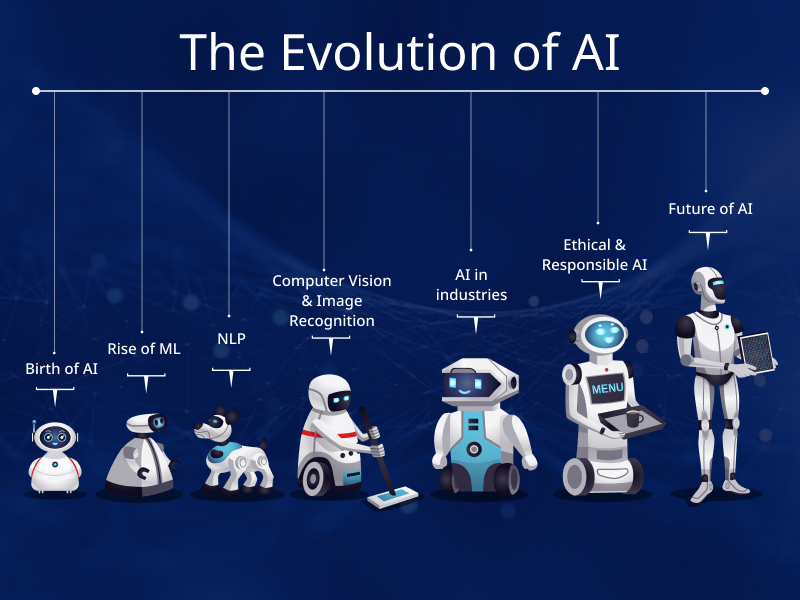 The Evolution of AI
Birth of AI
Rise of ML
NLP
Computer Vision
& Image
Recognition
AI in
industries
Ethical &
Responsible AI
Future of AI
MENU